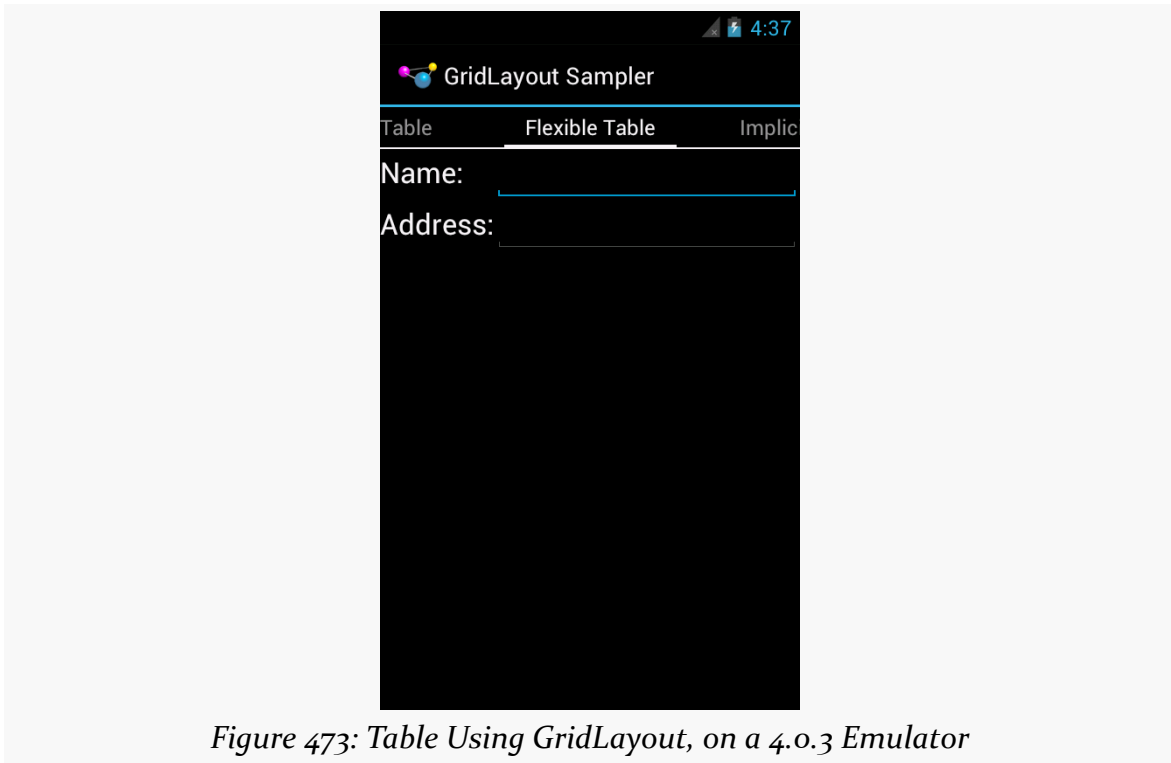 4:37
GridLayout Sampler
Table Flexible Table Implici
Name:
Address:
Figure 473: Table Using GridLayout, on a 4.0.3 Emulator